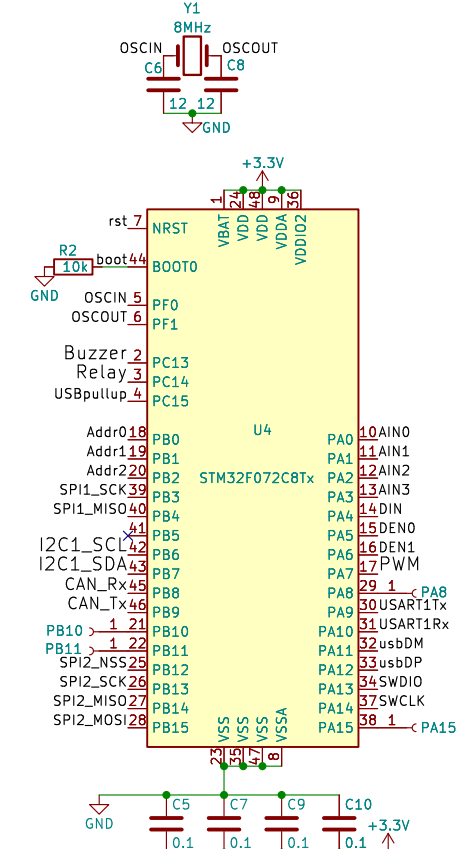 Y1
8MHz
OSCIN OSCOUT
C6 C8
12 12
GND
+3.3V
1 24 48 9 36
VBAT VDD VDD VDDA VDDIO2
rst 7 NRST
R2
10k
boot 44 BOOT0
GND
OSCIN 5 PF0
OSCOUT 6 PF1
Buzzer 2 PC13
Relay 3 PC14
USBpullup 4 PC15
U4
STM32F072C8Tx
Addr0 18 PB0 PA0 10 AIN0
Addr1 19 PB1 PA1 11 AIN1
Addr2 20 PB2 PA2 12 AIN2
SPI1_SCK 39 PB3 PA3 13 AIN3
SPI1_MISO 40 PB4 PA4 14 DIN
41 PB5 PA5 15 DEN0
I2C1_SCL 42 PB6 PA6 16 DEN1
I2C1_SDA 43 PB7 PA7 17 PWM
CAN_Rx 45 PB8 PA8 29 1 PA8
CAN_Tx 46 PB9 PA9 30 USART1Tx
PB10 1 21 PB10 PA10 31 USART1Rx
PB11 1 22 PB11 PA11 32 usbDM
SPI2_NSS 25 PB12 PA12 33 usbDP
SPI2_SCK 26 PB13 PA13 34 SWDIO
SPI2_MISO 27 PB14 PA14 37 SWCLK
SPI2_MOSI 28 PB15 PA15 38 1 PA15
VSS VSS VSS VSSA
23 35 47 8
GND
C5 C7 C9 C10
+3.3V
0.1 0.1 0.1 0.1